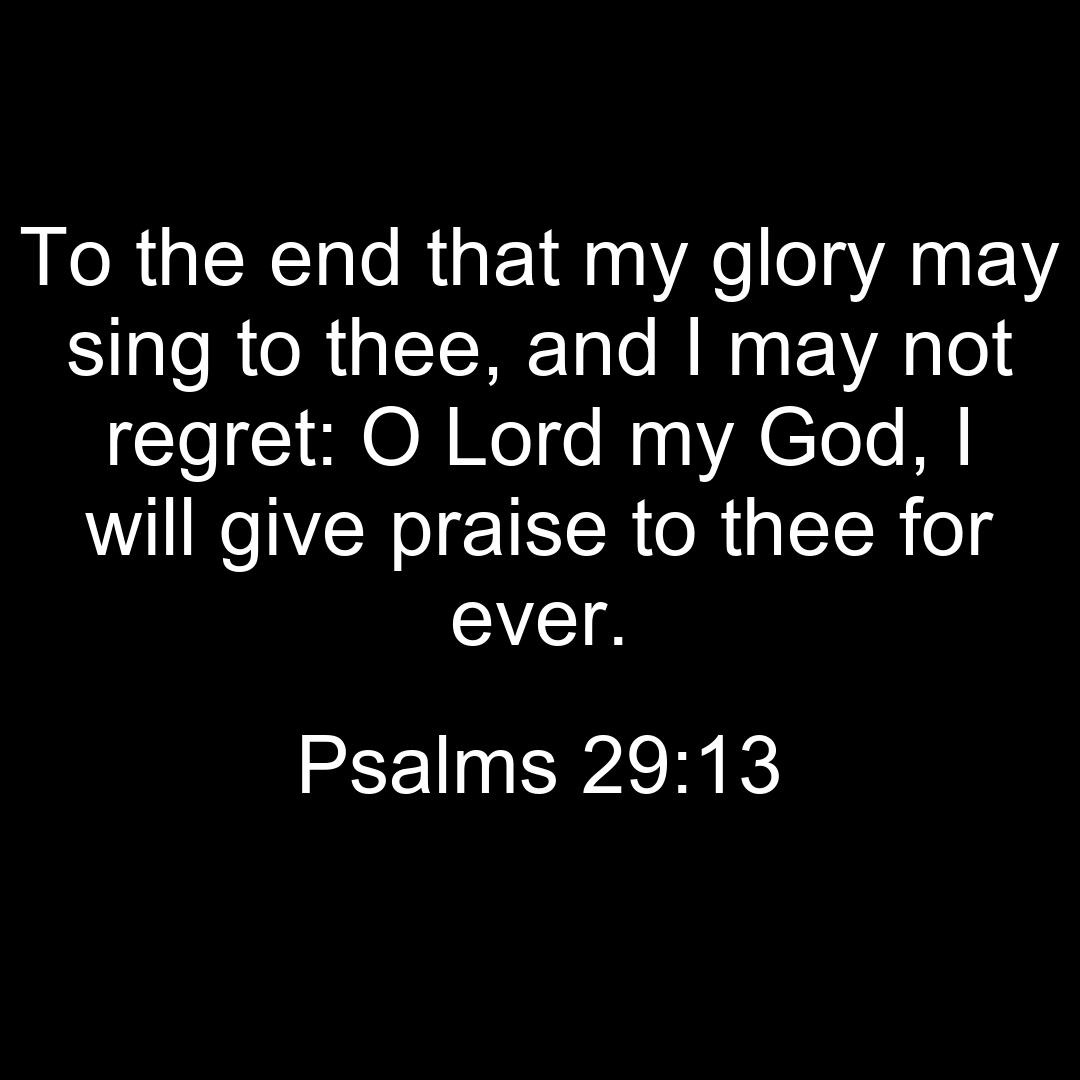 To the end that my glory may
sing to thee, and I may not
regret: O Lord my God, I
will give praise to thee for
ever.
Psalms 29:13